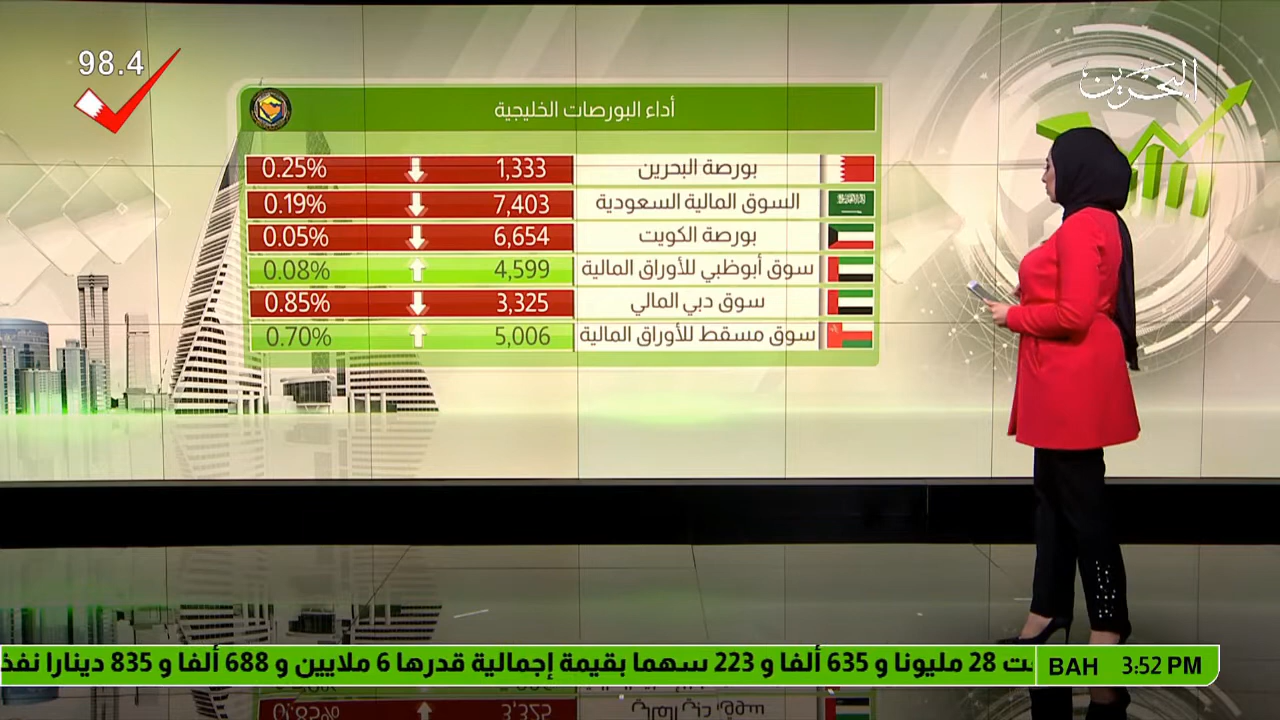 98.4
البحرين
أداء البورصات الخليجية
بورصة البحرين 1,333 0.25%
السوق المالية السعودية 7,403 0.19%
بورصة الكويت 6,654 0.05%
سوق أبوظبي للأوراق المالية 4,599 0.08%
سوق دبي المالي 3,325 0.85%
سوق مسقط للأوراق المالية 5,006 0.70%
BAH 3:52 PM
28 مليونا و 635 ألفا و 223 سهما بقيمة إجمالية قدرها 6 ملايين و 688 ألفا و 835 دينارا